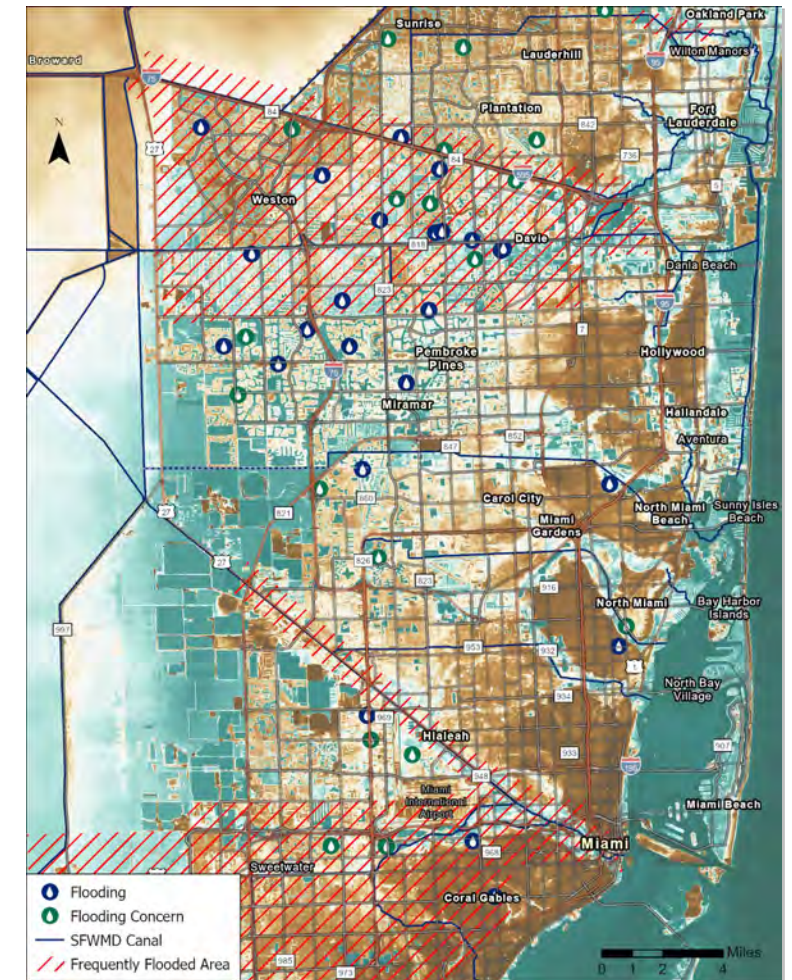 Sunrise
Oakland Park
Lauderhill
95
Wilton Manors
Broward
75
Plantation
Fort
Lauderdale
84
N
842
27
736
84
595
Weston
Davie
818
Dania Beach
823
95
7
Pembroke
Pines
Hollywood
Miramar
Hallandale
852
847
Aventura
860
Carol City
North Miami
Beach
Sunny Isles
Beach
27
821
Miami
Gardens
27
826
823
916
North Miami
Bay Harbor
Islands
997
953
932
1
North Bay
Village
934
969
Hialeah
933
907
948
Miami
International
Airport
Miami Beach
Miami
968
Sweetwater
Coral Gables
985
973
Flooding
Flooding Concern
SFWMD Canal
Frequently Flooded Area
Miles
0 1 2 4